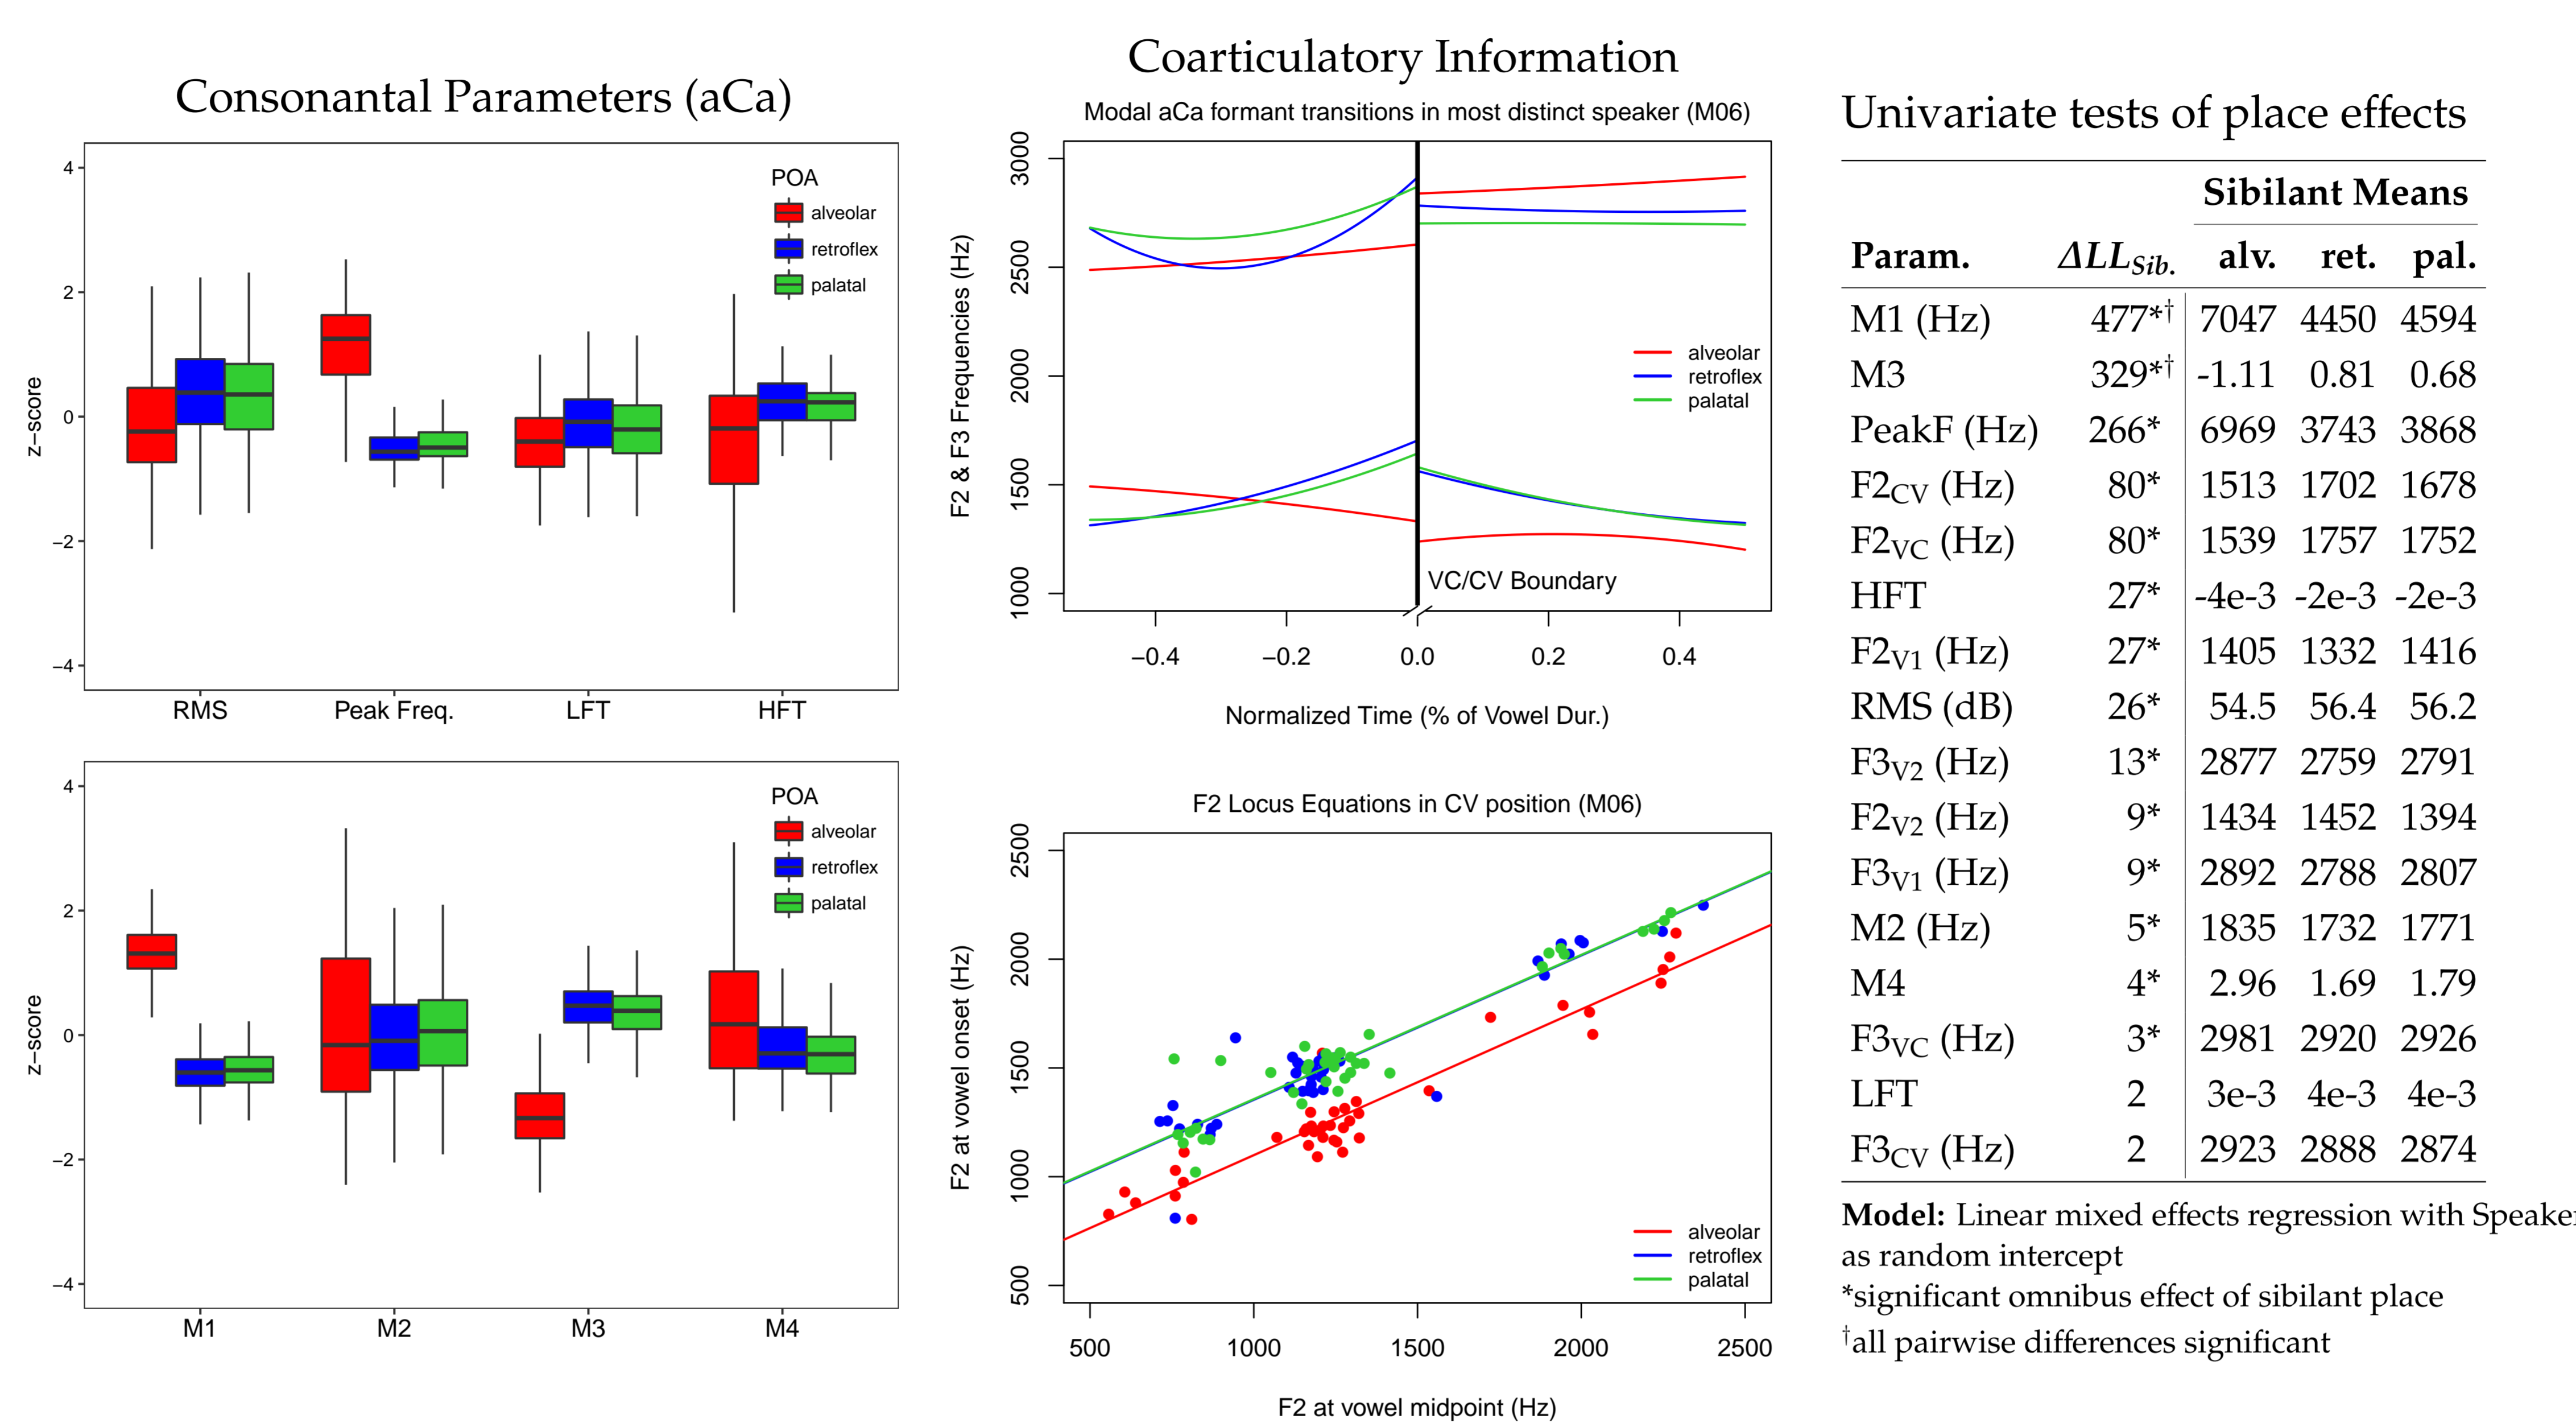 Consonantal Parameters (aCa)
4
2
0
−2
−4
z−score
POA
alveolar
retroflex
palatal
RMS Peak Freq. LFT HFT
4
2
0
−2
−4
z−score
POA
alveolar
retroflex
palatal
M1 M2 M3 M4
Coarticulatory Information
Modal aCa formant transitions in most distinct speaker (M06)
F2 & F3 Frequencies (Hz)
3000
2500
2000
1500
1000
alveolar
retroflex
palatal
VC/CV Boundary
−0.4 −0.2 0.0 0.2 0.4
Normalized Time (% of Vowel Dur.)
F2 Locus Equations in CV position (M06)
F2 at vowel onset (Hz)
2500
2000
1500
1000
500
alveolar
retroflex
palatal
500 1000 1500 2000 2500
F2 at vowel midpoint (Hz)
Univariate tests of place effects
Sibilant Means
Param. ΔLL_Sib. alv. ret. pal.
M1 (Hz) 477*† 7047 4450 4594
M3 329*† -1.11 0.81 0.68
PeakF (Hz) 266* 6969 3743 3868
F2CV (Hz) 80* 1513 1702 1678
F2VC (Hz) 80* 1539 1757 1752
HFT 27* -4e-3 -2e-3 -2e-3
F2V1 (Hz) 27* 1405 1332 1416
RMS (dB) 26* 54.5 56.4 56.2
F3V2 (Hz) 13* 2877 2759 2791
F2V2 (Hz) 9* 1434 1452 1394
F3V1 (Hz) 9* 2892 2788 2807
M2 (Hz) 5* 1835 1732 1771
M4 4* 2.96 1.69 1.79
F3VC (Hz) 3* 2981 2920 2926
LFT 2 3e-3 4e-3 4e-3
F3CV (Hz) 2 2923 2888 2874
Model: Linear mixed effects regression with Speaker
as random intercept
*significant omnibus effect of sibilant place
†all pairwise differences significant